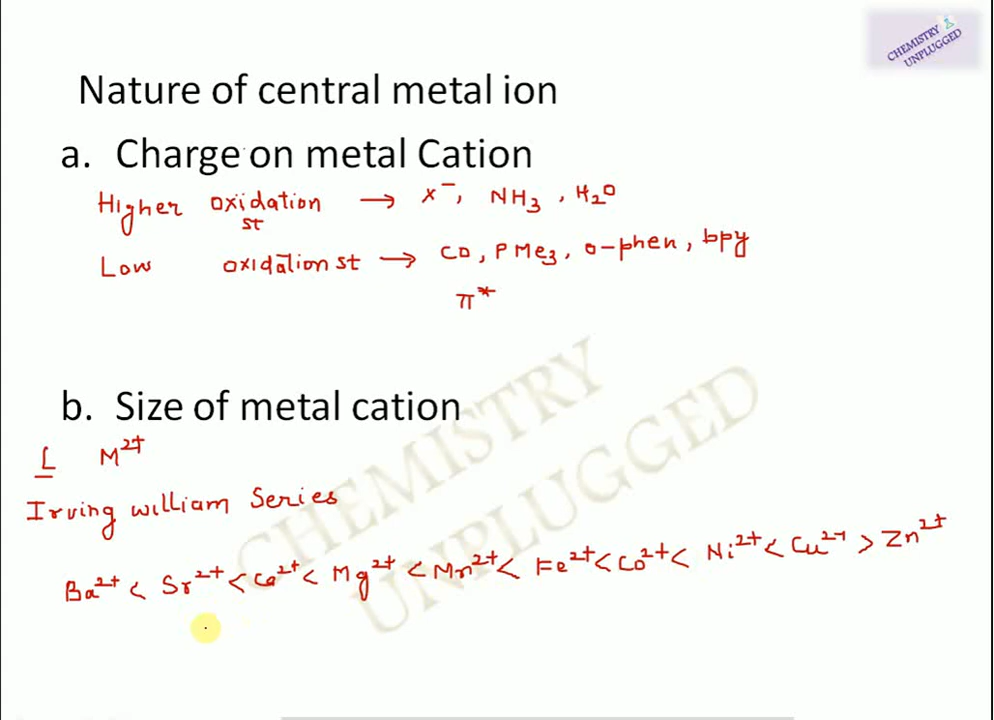 CHEMISTRY
UNPLUGGED
Nature of central metal ion
a. Charge on metal Cation
Higher oxidation st → X⁻, NH₃, H₂O
Low oxidation st → CO, PMe₃, o-phen, bpy
π*
b. Size of metal cation
L M²⁺
Irving william Series
Ba²⁺ < Sr²⁺ < Ca²⁺ < Mg²⁺ < Mn²⁺ < Fe²⁺ < Co²⁺ < Ni²⁺ < Cu²⁺ > Zn²⁺
CHEMISTRY
UNPLUGGED